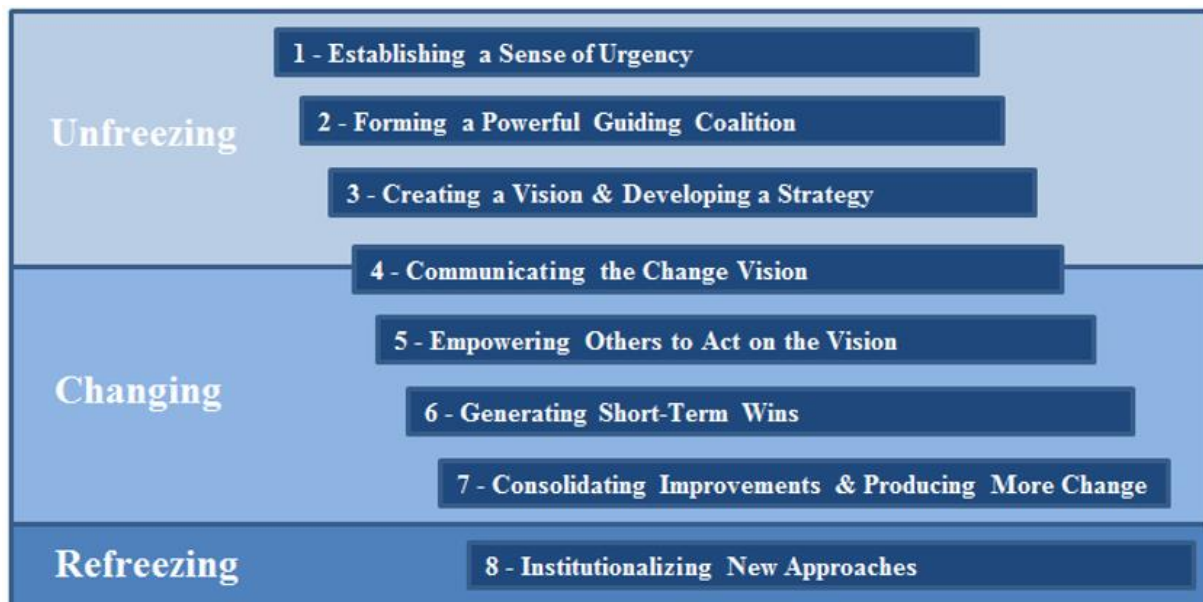 1 - Establishing a Sense of Urgency
Unfreezing
2 - Forming a Powerful Guiding Coalition
3 - Creating a Vision & Developing a Strategy
4 - Communicating the Change Vision
5 - Empowering Others to Act on the Vision
Changing
6 - Generating Short-Term Wins
7 - Consolidating Improvements & Producing More Change
Refreezing
8 - Institutionalizing New Approaches